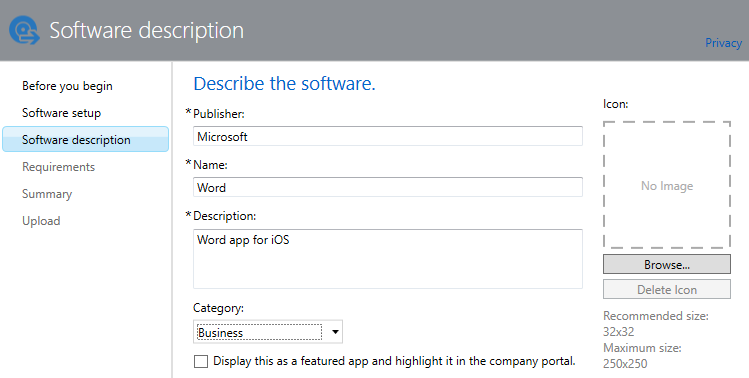 Software description
Privacy
Before you begin
Software setup
Software description
Requirements
Summary
Upload
Describe the software.
*Publisher:
Microsoft
*Name:
Word
*Description:
Word app for iOS
Category:
Business
Display this as a featured app and highlight it in the company portal.
Icon:
No Image
Browse...
Delete Icon
Recommended size:
32x32
Maximum size:
250x250